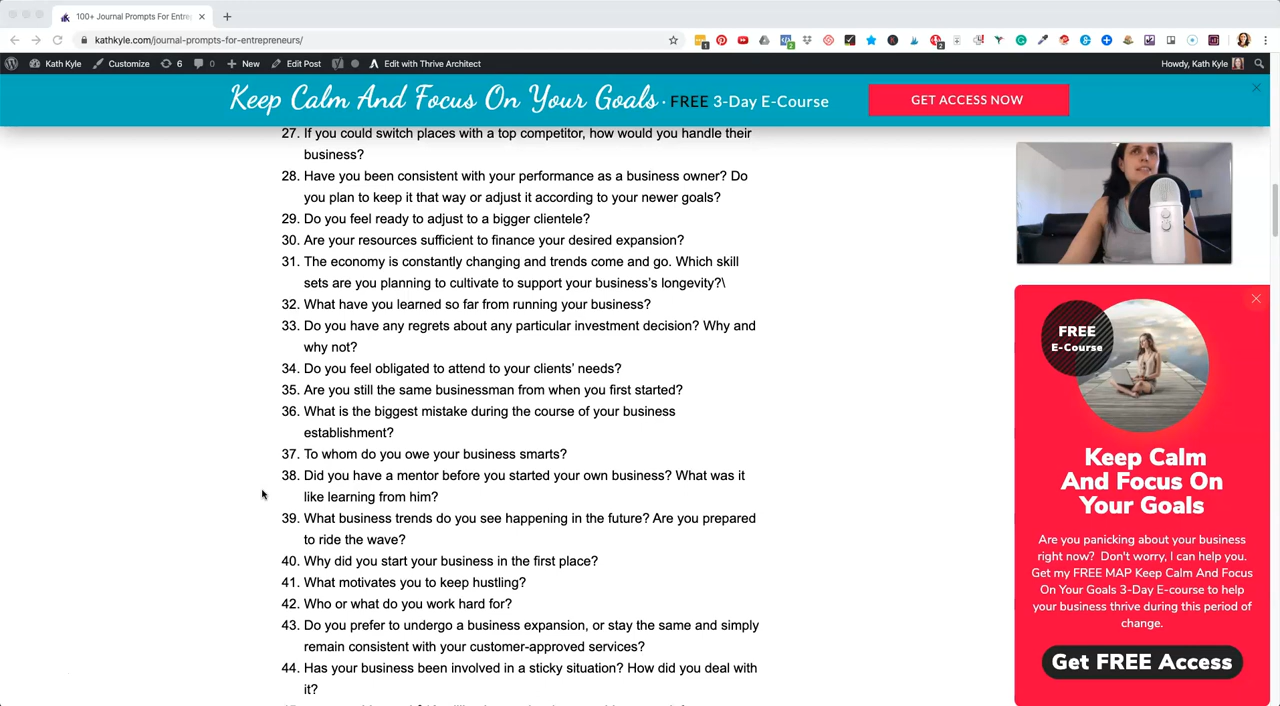 100+ Journal Prompts For Entre
kathkyle.com/journal-prompts-for-entrepreneurs/
Kath Kyle
Customize
6
0
New
Edit Post
Edit with Thrive Architect
Howdy, Kath Kyle
Keep Calm And Focus On Your Goals · FREE 3-Day E-Course
GET ACCESS NOW
27. If you could switch places with a top competitor, how would you handle their
business?
28. Have you been consistent with your performance as a business owner? Do
you plan to keep it that way or adjust it according to your newer goals?
29. Do you feel ready to adjust to a bigger clientele?
30. Are your resources sufficient to finance your desired expansion?
31. The economy is constantly changing and trends come and go. Which skill
sets are you planning to cultivate to support your business's longevity?\
32. What have you learned so far from running your business?
33. Do you have any regrets about any particular investment decision? Why and
why not?
34. Do you feel obligated to attend to your clients' needs?
35. Are you still the same businessman from when you first started?
36. What is the biggest mistake during the course of your business
establishment?
37. To whom do you owe your business smarts?
38. Did you have a mentor before you started your own business? What was it
like learning from him?
39. What business trends do you see happening in the future? Are you prepared
to ride the wave?
40. Why did you start your business in the first place?
41. What motivates you to keep hustling?
42. Who or what do you work hard for?
43. Do you prefer to undergo a business expansion, or stay the same and simply
remain consistent with your customer-approved services?
44. Has your business been involved in a sticky situation? How did you deal with
it?
FREE
E-Course
Keep Calm
And Focus On
Your Goals
Are you panicking about your business
right now? Don't worry, I can help you.
Get my FREE MAP Keep Calm And Focus
On Your Goals 3-Day E-course to help
your business thrive during this period of
change.
Get FREE Access